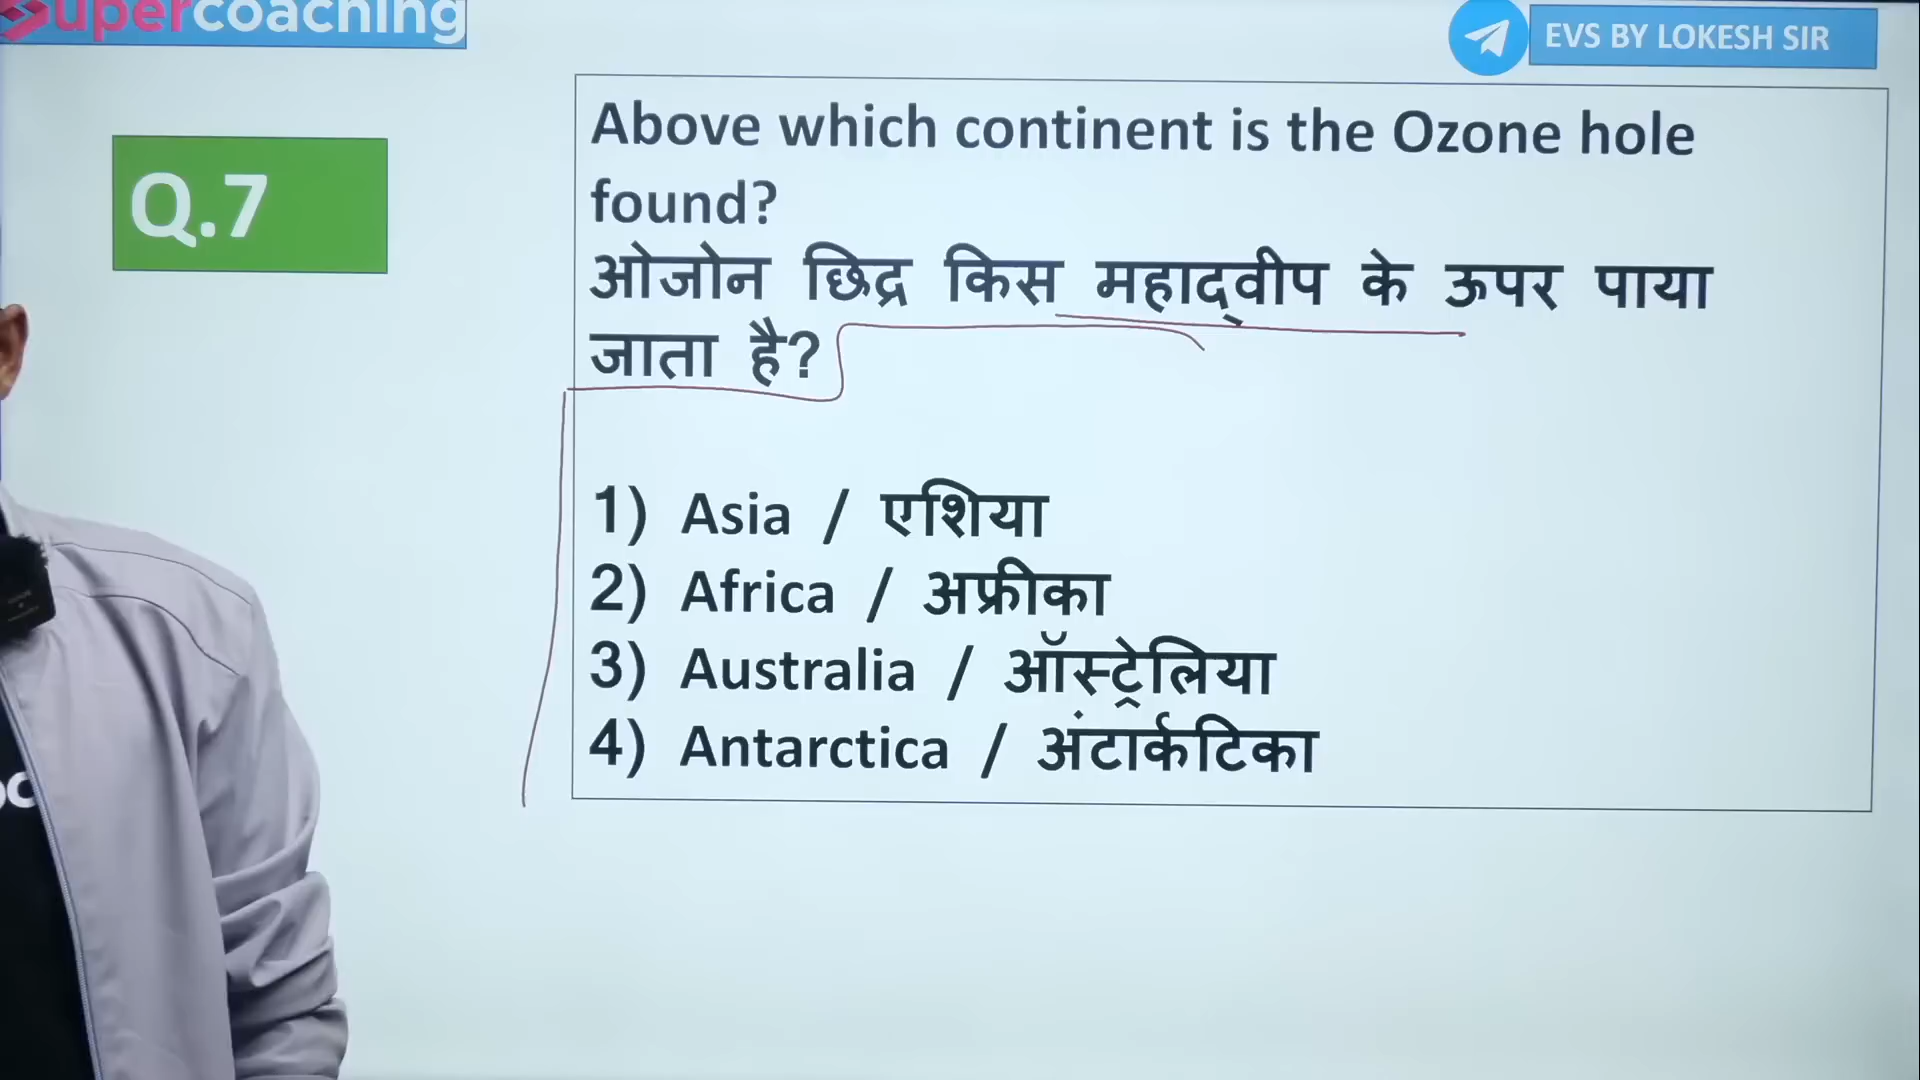 Supercoaching
EVS BY LOKESH SIR
Q.7
Above which continent is the Ozone hole
found?
ओजोन छिद्र किस महाद्वीप के ऊपर पाया
जाता है?
1) Asia / एशिया
2) Africa / अफ्रीका
3) Australia / ऑस्ट्रेलिया
4) Antarctica / अंटार्कटिका